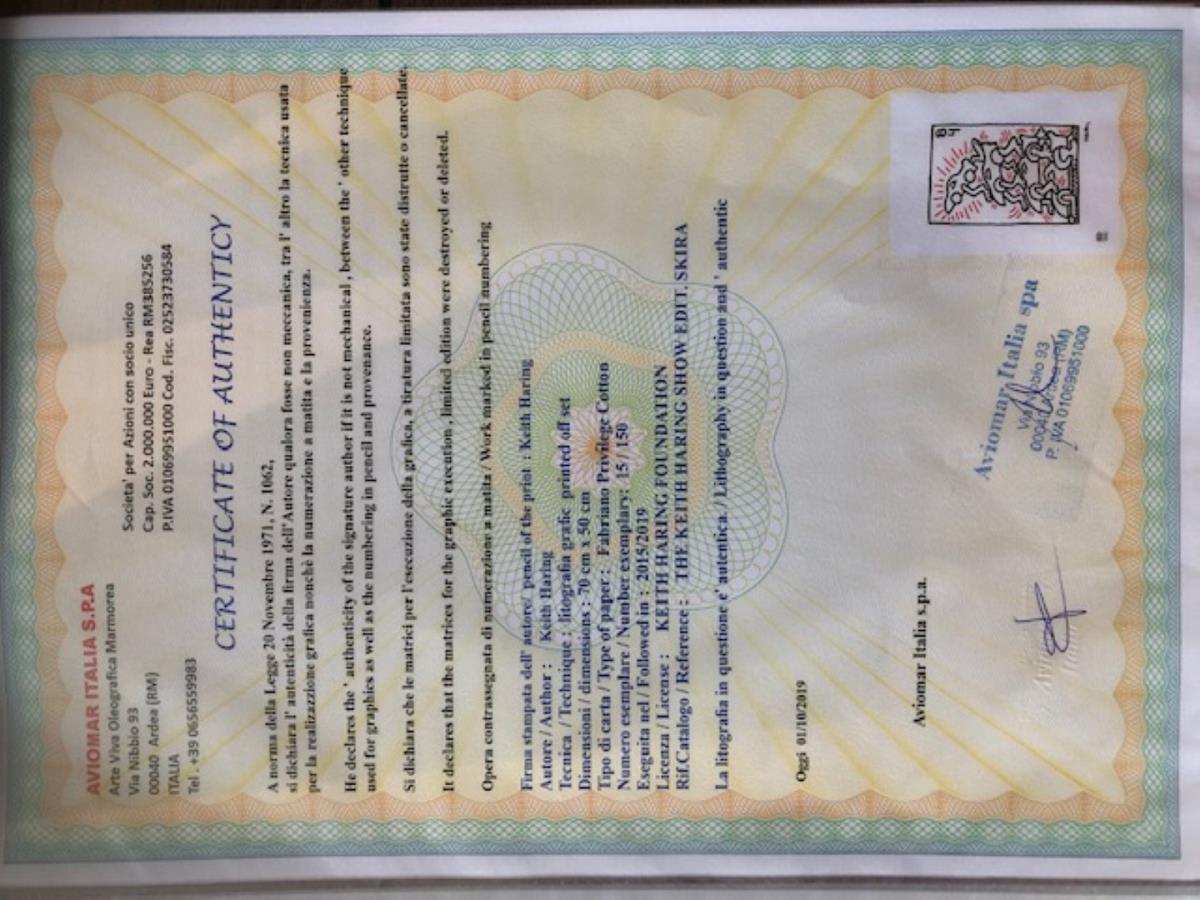 AVIOMAR ITALIA S.P.A
Arte Viva Oleografica Marmorea
Via Nibbio 93
00040 Ardea (RM)
ITALIA
Tel . +39 0656559983
Societa' per Azioni con socio unico
Cap. Soc. 2.000.000 Euro - Rea RM385256
P.IVA 01069951000 Cod. Fisc. 02523730584
CERTIFICATE OF AUTHENTICY
A norma della Legge 20 Novembre 1971, N. 1062,
si dichiara l' autenticità della firma dell'Autore qualora fosse non meccanica, tra l' altro la tecnica usata
per la realizazzione grafica nonchè la numerazione a matita e la provenienza.
He declares the ' authenticity of the signature author if it is not mechanical , between the ' other technique
used for graphics as well as the numbering in pencil and provenance.
Si dichiara che le matrici per l'esecuzione della grafica, a tiratura limitata sono state distrutte o cancellate.
It declares that the matrices for the graphic execution , limited edition were destroyed or deleted.
Opera contrassegnata di numerazione a matita / Work marked in pencil numbering
Firma stampata dell' autore/ pencil of the priot : Keith Haring
Autore / Author : Keith Haring
Tecnica / Technique : litografia grafic printed off set
Dimensioni / dimensions : 70 cm x 50 cm
Tipo di carta / Type of paper : Fabriano Privilege Cotton
Numero esemplare / Number exemplary: 15 / 150
Eseguita nel / Followed in : 2015/2019
Licenza / License : KEITH HARING FOUNDATION
Rif.Catalogo / Reference : THE KEITH HARING SHOW EDIT. SKIRA
La litografia in questione e' autentica. / Lithography in question and ' authentic
Oggi 01/10/2019
Aviomar Italia s.p.a.
Aviomar Italia spa
Via Nibbio 93
00040 Ardea (RM)
P. IVA 01069951000
84